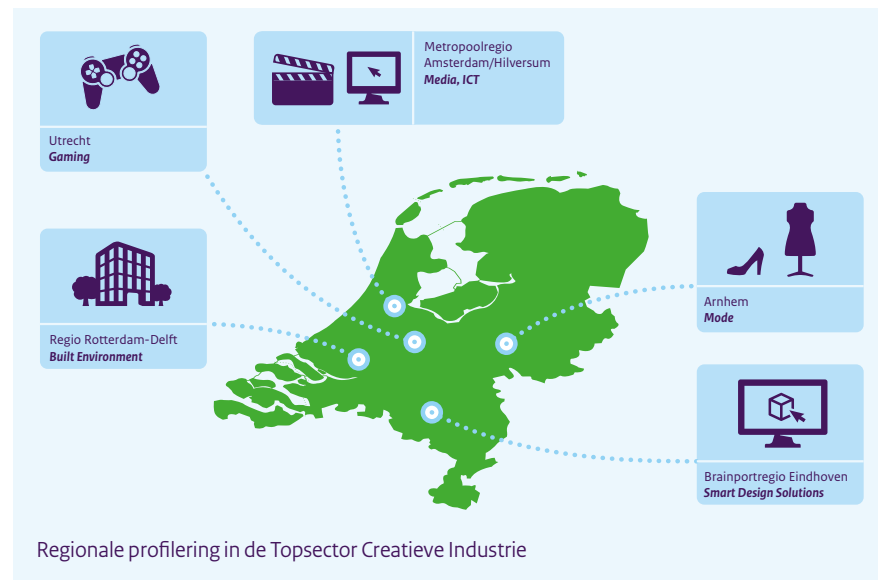 Utrecht
Gaming
Metropoolregio
Amsterdam/Hilversum
Media, ICT
Regio Rotterdam-Delft
Built Environment
Arnhem
Mode
Brainportregio Eindhoven
Smart Design Solutions
Regionale profilering in de Topsector Creatieve Industrie